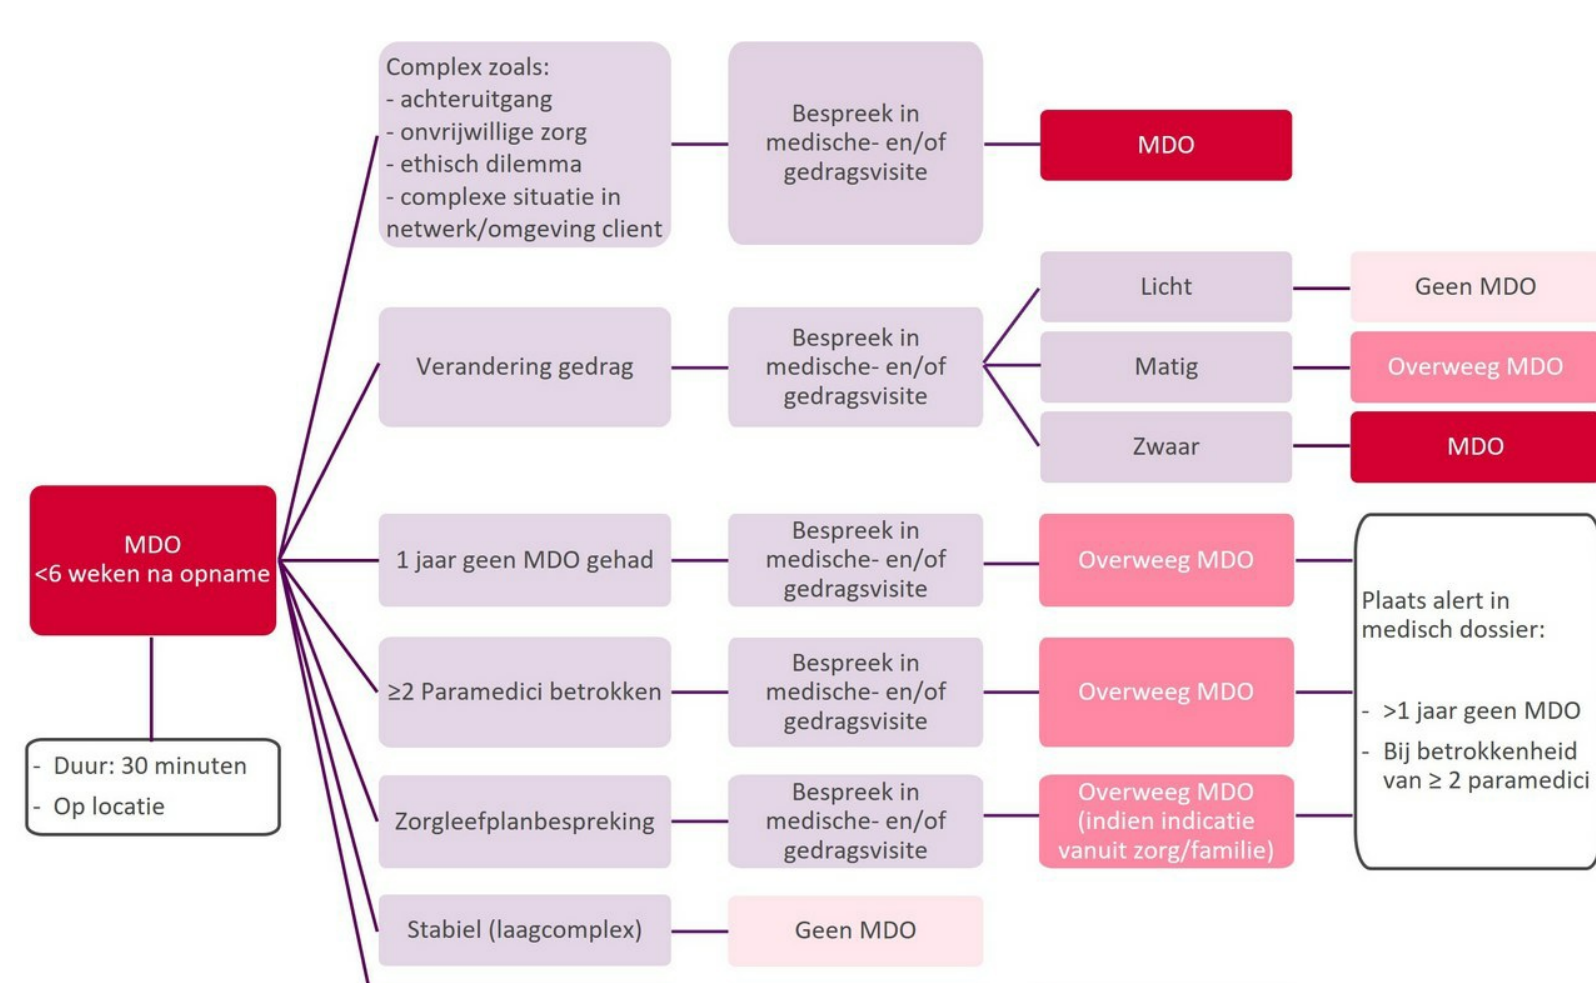 Complex zoals:
- achteruitgang
- onvrijwillige zorg
- ethisch dilemma
- complexe situatie in
netwerk/omgeving client
Bespreek in
medische- en/of
gedragsvisite
MDO
Verandering gedrag
Bespreek in
medische- en/of
gedragsvisite
Licht
Geen MDO
Matig
Overweeg MDO
Zwaar
MDO
MDO
<6 weken na opname
- Duur: 30 minuten
- Op locatie
1 jaar geen MDO gehad
Bespreek in
medische- en/of
gedragsvisite
Overweeg MDO
≥2 Paramedici betrokken
Bespreek in
medische- en/of
gedragsvisite
Overweeg MDO
Zorgleefplanbespreking
Bespreek in
medische- en/of
gedragsvisite
Overweeg MDO
(indien indicatie
vanuit zorg/familie)
Plaats alert in
medisch dossier:
- >1 jaar geen MDO
- Bij betrokkenheid
van ≥ 2 paramedici
Stabiel (laagcomplex)
Geen MDO